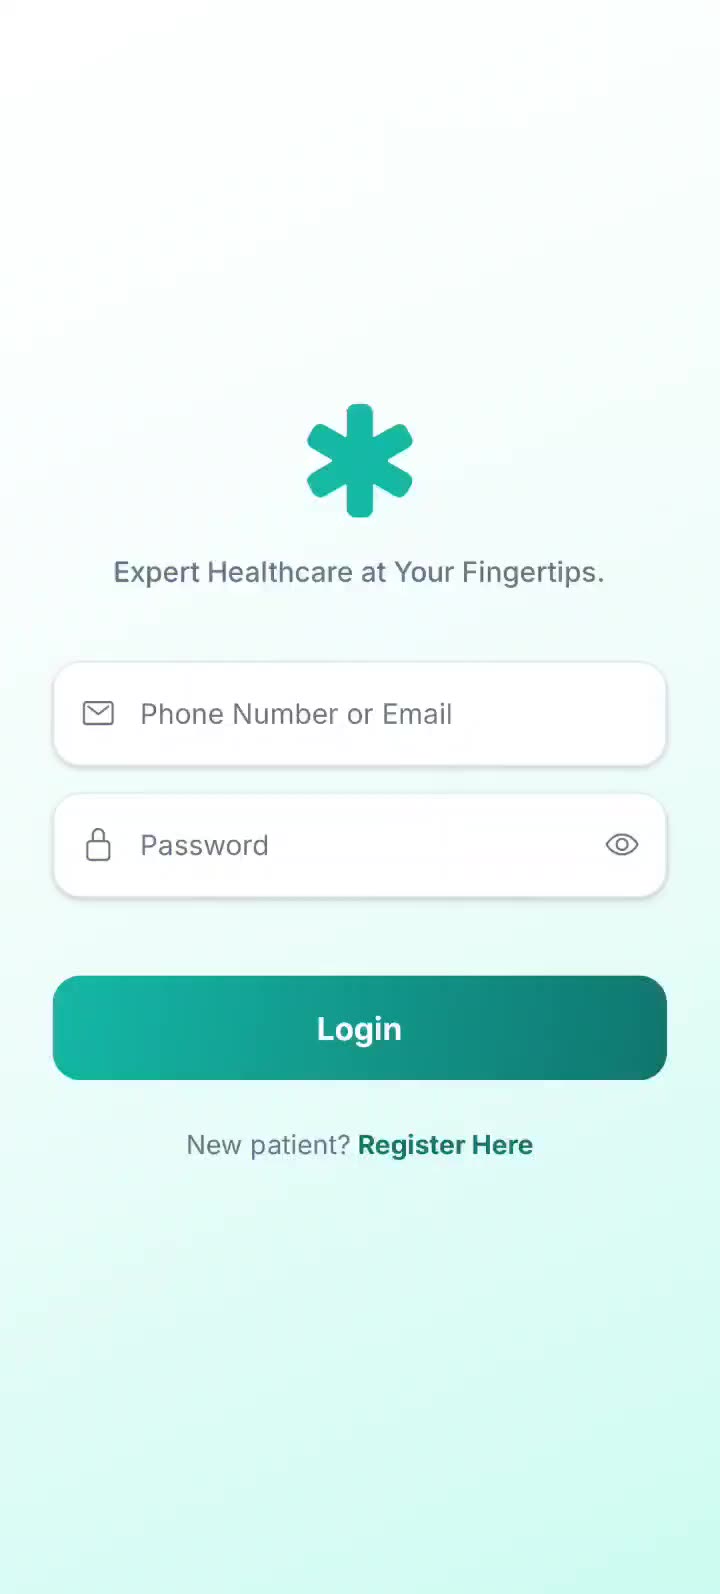 Expert Healthcare at Your Fingertips.
Phone Number or Email
Password
Login
New patient? Register Here